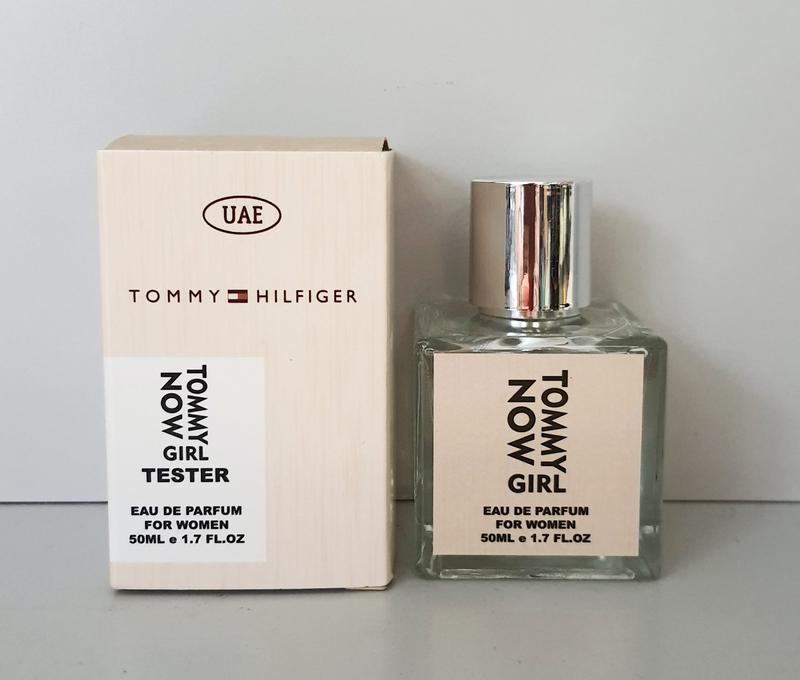 UAE
TOMMY HILFIGER
TOMMY
NOW
GIRL
TESTER
EAU DE PARFUM
FOR WOMEN
50ML e 1.7 FL.OZ
TOMMY
NOW
GIRL
EAU DE PARFUM
FOR WOMEN
50ML e 1.7 FL.OZ